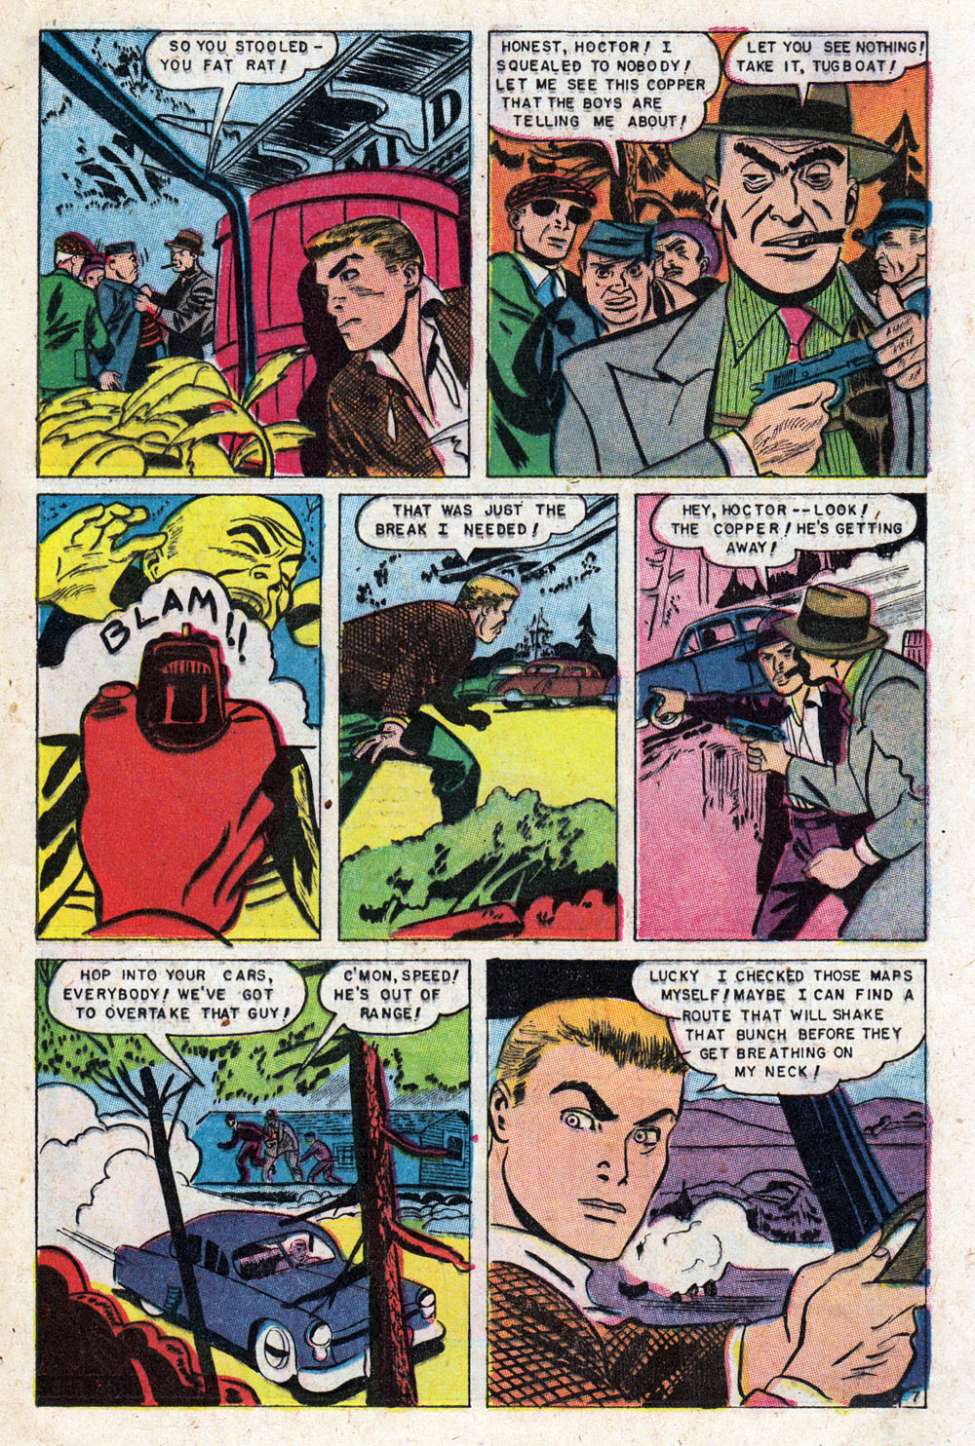 SO YOU STOOLED –
YOU FAT RAT!
MI
D
HONEST, HOCTOR! I
SQUEALED TO NOBODY!
LET ME SEE THIS COPPER
THAT THE BOYS ARE
TELLING ME ABOUT!
LET YOU SEE NOTHING!
TAKE IT, TUGBOAT!
BLAM!!
THAT WAS JUST THE
BREAK I NEEDED!
HEY, HOCTOR -- LOOK!
THE COPPER! HE'S GETTING
AWAY!
HOP INTO YOUR CARS,
EVERYBODY! WE'VE GOT
TO OVERTAKE THAT GUY!
C'MON, SPEED!
HE'S OUT OF
RANGE!
LUCKY I CHECKED THOSE MAPS
MYSELF! MAYBE I CAN FIND A
ROUTE THAT WILL SHAKE
THAT BUNCH BEFORE THEY
GET BREATHING ON
MY NECK!
7